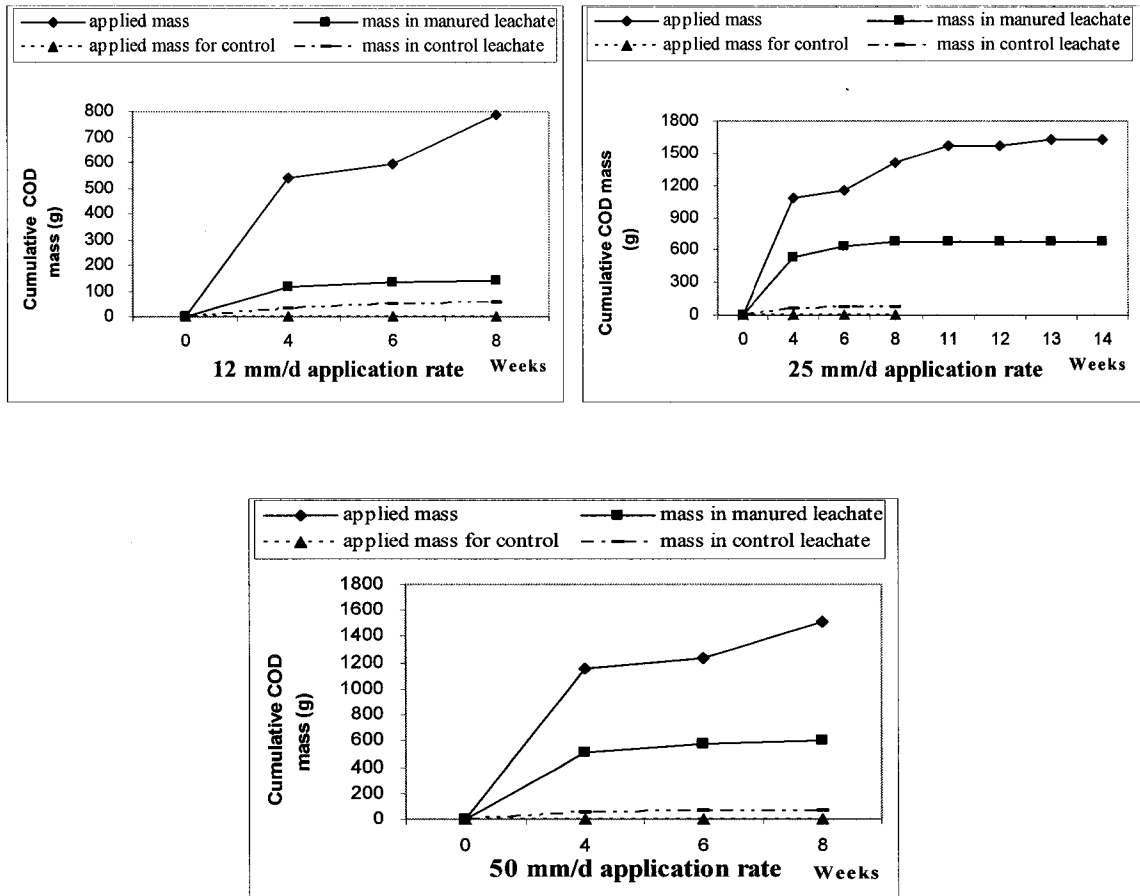 applied mass
mass in manured leachate
applied mass for control
mass in control leachate
Cumulative COD
mass (g)
800
700
600
500
400
300
200
100
0
0 4 6 8
12 mm/d application rate
Weeks
applied mass
mass in manured leachate
applied mass for control
mass in control leachate
Cumulative COD mass
(g)
1800
1500
1200
900
600
300
0
0 4 6 8 11 12 13 14
25 mm/d application rate
Weeks
applied mass
mass in manured leachate
applied mass for control
mass in control leachate
Cumulative COD
mass (g)
1800
1600
1400
1200
1000
800
600
400
200
0
0 4 6 8
50 mm/d application rate
Weeks